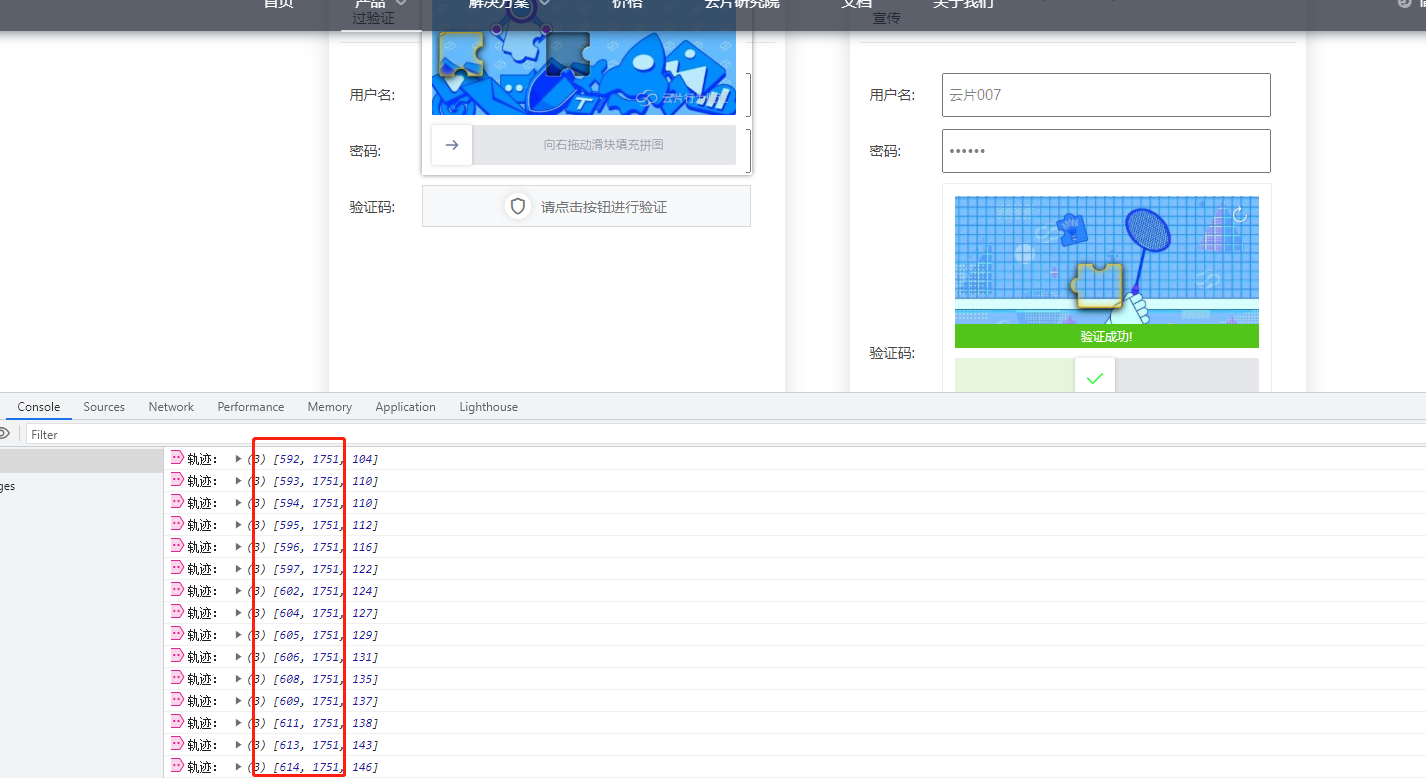 首页 产品 解决方案 价格 云片研究院 文档 关于我们
过验证
宣传
用户名:
云片行为验证
向右拖动滑块填充拼图
密码:
验证码:
请点击按钮进行验证
用户名:
云片007
密码:
••••••
验证成功!
验证码:
Console Sources Network Performance Memory Application Lighthouse
Filter
ges
轨迹: (3) [592, 1751, 104]
轨迹: (3) [593, 1751, 110]
轨迹: (3) [594, 1751, 110]
轨迹: (3) [595, 1751, 112]
轨迹: (3) [596, 1751, 116]
轨迹: (3) [597, 1751, 122]
轨迹: (3) [602, 1751, 124]
轨迹: (3) [604, 1751, 127]
轨迹: (3) [605, 1751, 129]
轨迹: (3) [606, 1751, 131]
轨迹: (3) [608, 1751, 135]
轨迹: (3) [609, 1751, 137]
轨迹: (3) [611, 1751, 138]
轨迹: (3) [613, 1751, 143]
轨迹: (3) [614, 1751, 146]